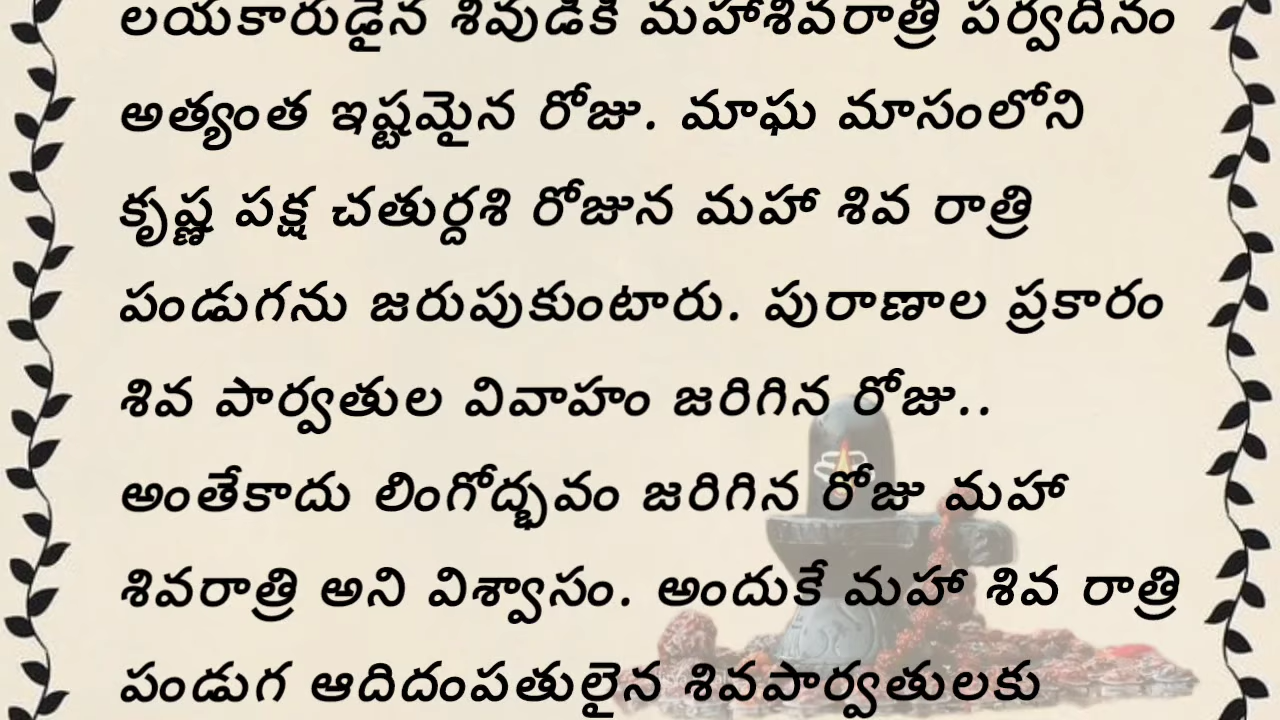 లయకారుడైన శివుడికి మహాశివరాత్రి పర్వదినం
అత్యంత ఇష్టమైన రోజు. మాఘ మాసంలోని
కృష్ణ పక్ష చతుర్దశి రోజున మహా శివ రాత్రి
పండుగను జరుపుకుంటారు. పురాణాల ప్రకారం
శివ పార్వతుల వివాహం జరిగిన రోజు..
అంతేకాదు లింగోద్భవం జరిగిన రోజు మహా
శివరాత్రి అని విశ్వాసం. అందుకే మహా శివ రాత్రి
పండుగ ఆదిదంపతులైన శివపార్వతులకు